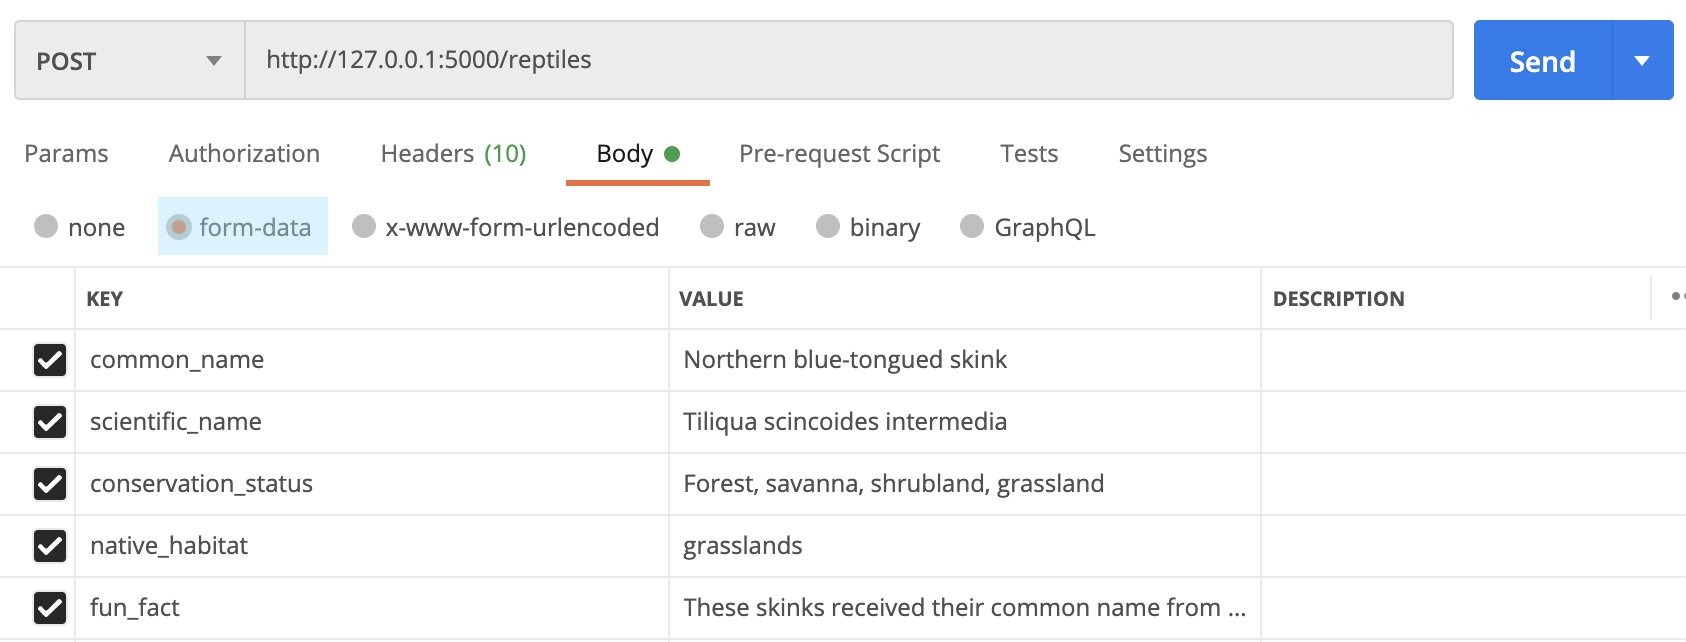 POST http://127.0.0.1:5000/reptiles Send
Params Authorization Headers (10) Body Pre-request Script Tests Settings
none form-data x-www-form-urlencoded raw binary GraphQL
KEY VALUE DESCRIPTION
common_name Northern blue-tongued skink
scientific_name Tiliqua scincoides intermedia
conservation_status Forest, savanna, shrubland, grassland
native_habitat grasslands
fun_fact These skinks received their common name from ...